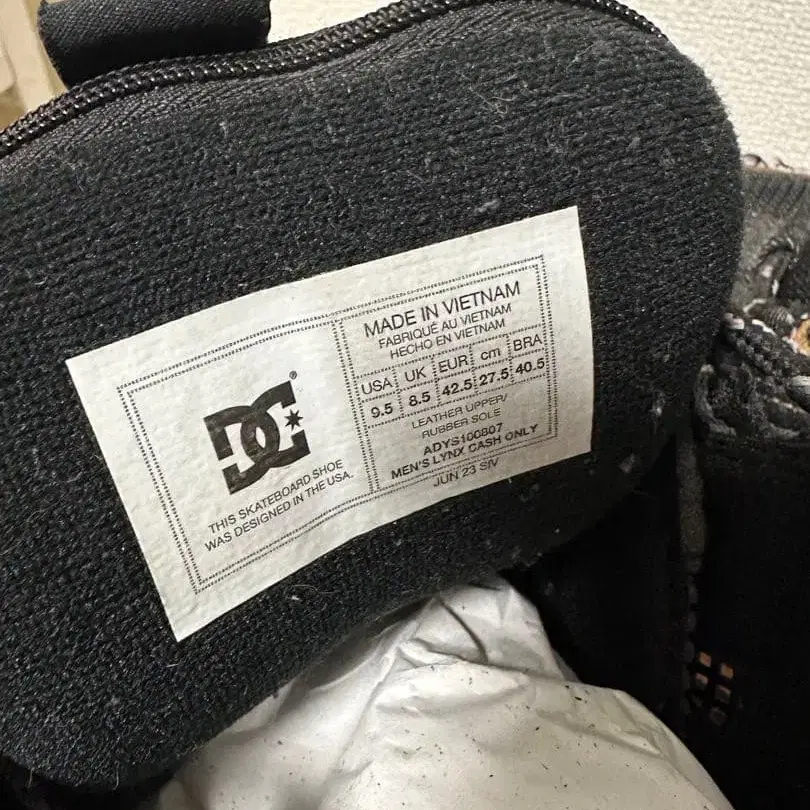 DC®
THIS SKATEBOARD SHOE
WAS DESIGNED IN THE USA.
MADE IN VIETNAM
FABRIQUÉ AU VIETNAM
HECHO EN VIETNAM
USA UK EUR cm BRA
9.5 8.5 42.5 27.5 40.5
LEATHER UPPER/
RUBBER SOLE
ADYS100807
MEN'S LYNX CASH ONLY
JUN 23 SIV